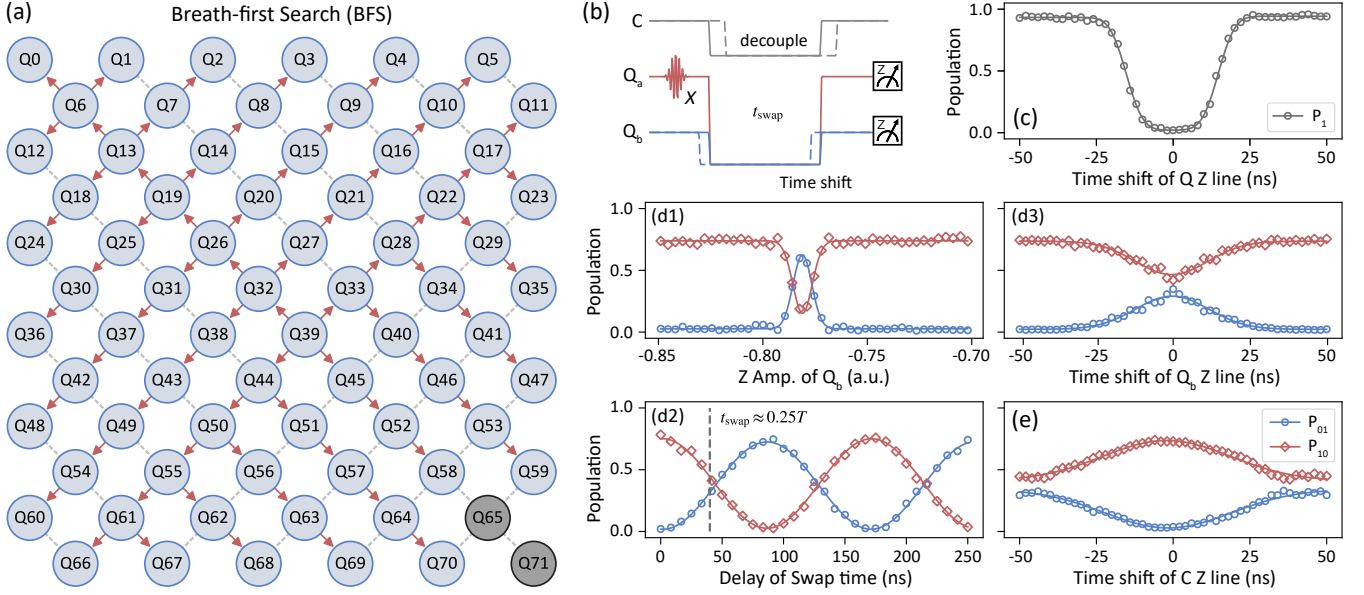 (a)
Breath-first Search (BFS)
Q0 Q1 Q2 Q3 Q4 Q5
Q6 Q7 Q8 Q9 Q10 Q11
Q12 Q13 Q14 Q15 Q16 Q17
Q18 Q19 Q20 Q21 Q22 Q23
Q24 Q25 Q26 Q27 Q28 Q29
Q30 Q31 Q32 Q33 Q34 Q35
Q36 Q37 Q38 Q39 Q40 Q41
Q42 Q43 Q44 Q45 Q46 Q47
Q48 Q49 Q50 Q51 Q52 Q53
Q54 Q55 Q56 Q57 Q58 Q59
Q60 Q61 Q62 Q63 Q64 Q65
Q66 Q67 Q68 Q69 Q70 Q71
(b)
C
decouple
Qₐ
X
Z
t_swap
Q_b
Z
Time shift
Population
1.0
0.5
0.0
(c)
P₁
-50 -25 0 25 50
Time shift of Q Z line (ns)
(d1)
Population
1.0
0.5
0.0
-0.85 -0.80 -0.75 -0.70
Z Amp. of Q_b (a.u.)
(d3)
-50 -25 0 25 50
Time shift of Q_b Z line (ns)
(d2)
t_swap ≈ 0.25T
Population
1.0
0.5
0.0
0 50 100 150 200 250
Delay of Swap time (ns)
(e)
P₀₁
P₁₀
-50 -25 0 25 50
Time shift of C Z line (ns)